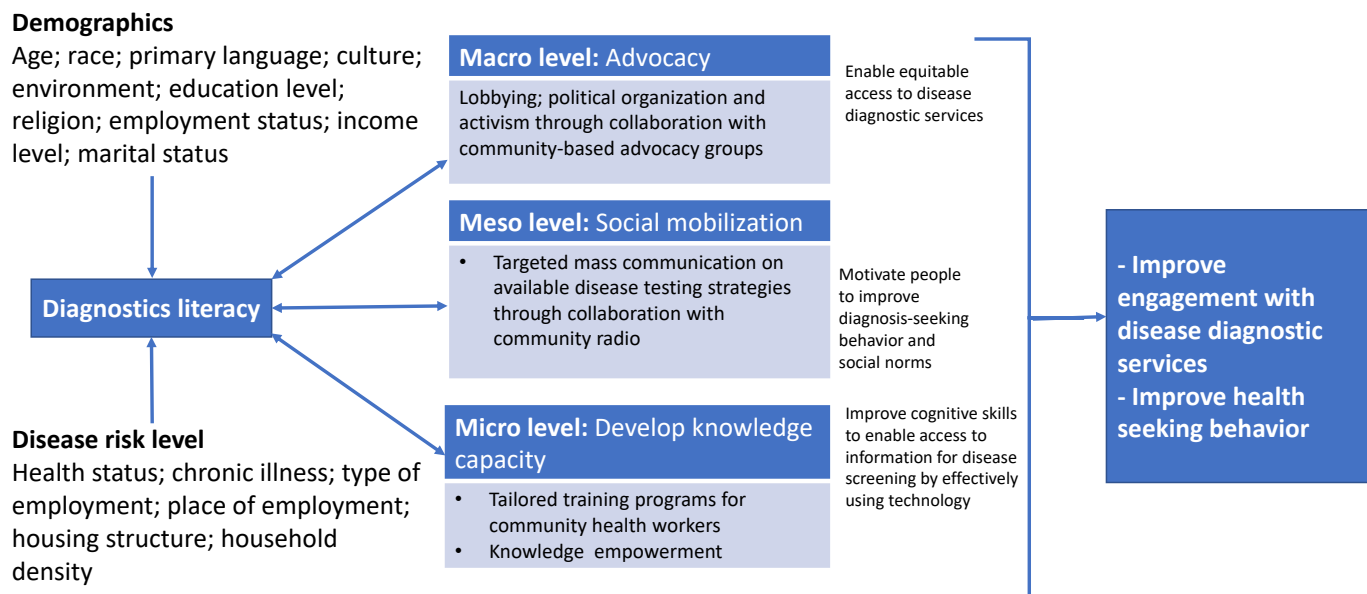 Demographics
Age; race; primary language; culture;
environment; education level;
religion; employment status; income
level; marital status
Diagnostics literacy
Disease risk level
Health status; chronic illness; type of
employment; place of employment;
housing structure; household
density
Macro level: Advocacy
Lobbying; political organization and
activism through collaboration with
community-based advocacy groups
Enable equitable
access to disease
diagnostic services
Meso level: Social mobilization
• Targeted mass communication on
available disease testing strategies
through collaboration with
community radio
Motivate people
to improve
diagnosis-seeking
behavior and
social norms
Micro level: Develop knowledge
capacity
• Tailored training programs for
community health workers
• Knowledge empowerment
Improve cognitive skills
to enable access to
information for disease
screening by effectively
using technology
- Improve
engagement with
disease diagnostic
services
- Improve health
seeking behavior